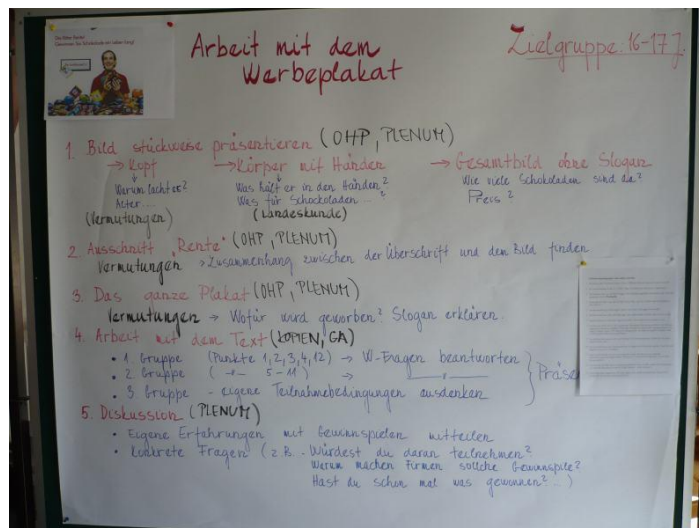 Arbeit mit dem
Werbeplakat
Zielgruppe: 16-17 J.
1. Bild stückweise präsentieren (OHP, PLENUM)
→ Kopf → Körper mit Händen → Gesamtbild ohne Slogan
Warum lacht er? Was hält er in den Händen? Wie viele Schokoladen sind da?
Alter... Was für Schockoladen...? Preis?
(Vermutungen) (Landeskunde)
2. Ausschnitt "Rente" (OHP, PLENUM)
Vermutungen → Zusammenhang zwischen der Überschrift und dem Bild finden
3. Das ganze Plakat (OHP, PLENUM)
Vermutungen → Wofür wird geworben? Slogan erklären.
4. Arbeit mit dem Text (KOPIEN, GA)
• 1. Gruppe (Punkte 1, 2, 3, 4, 12) → W-Fragen beantworten
• 2. Gruppe ( -"- 5-11 ) → -"-
• 3. Gruppe - eigene Teilnahmebedingungen ausdenken
Präsen
5. Diskussion (PLENUM)
• Eigene Erfahrungen mit Gewinnspielen mitteilen
• Konkrete Fragen (z.B. Würdest du daran teilnehmen?
Warum machen Firmen solche Gewinnspile?
Hast du schon mal was gewonnen? ...)